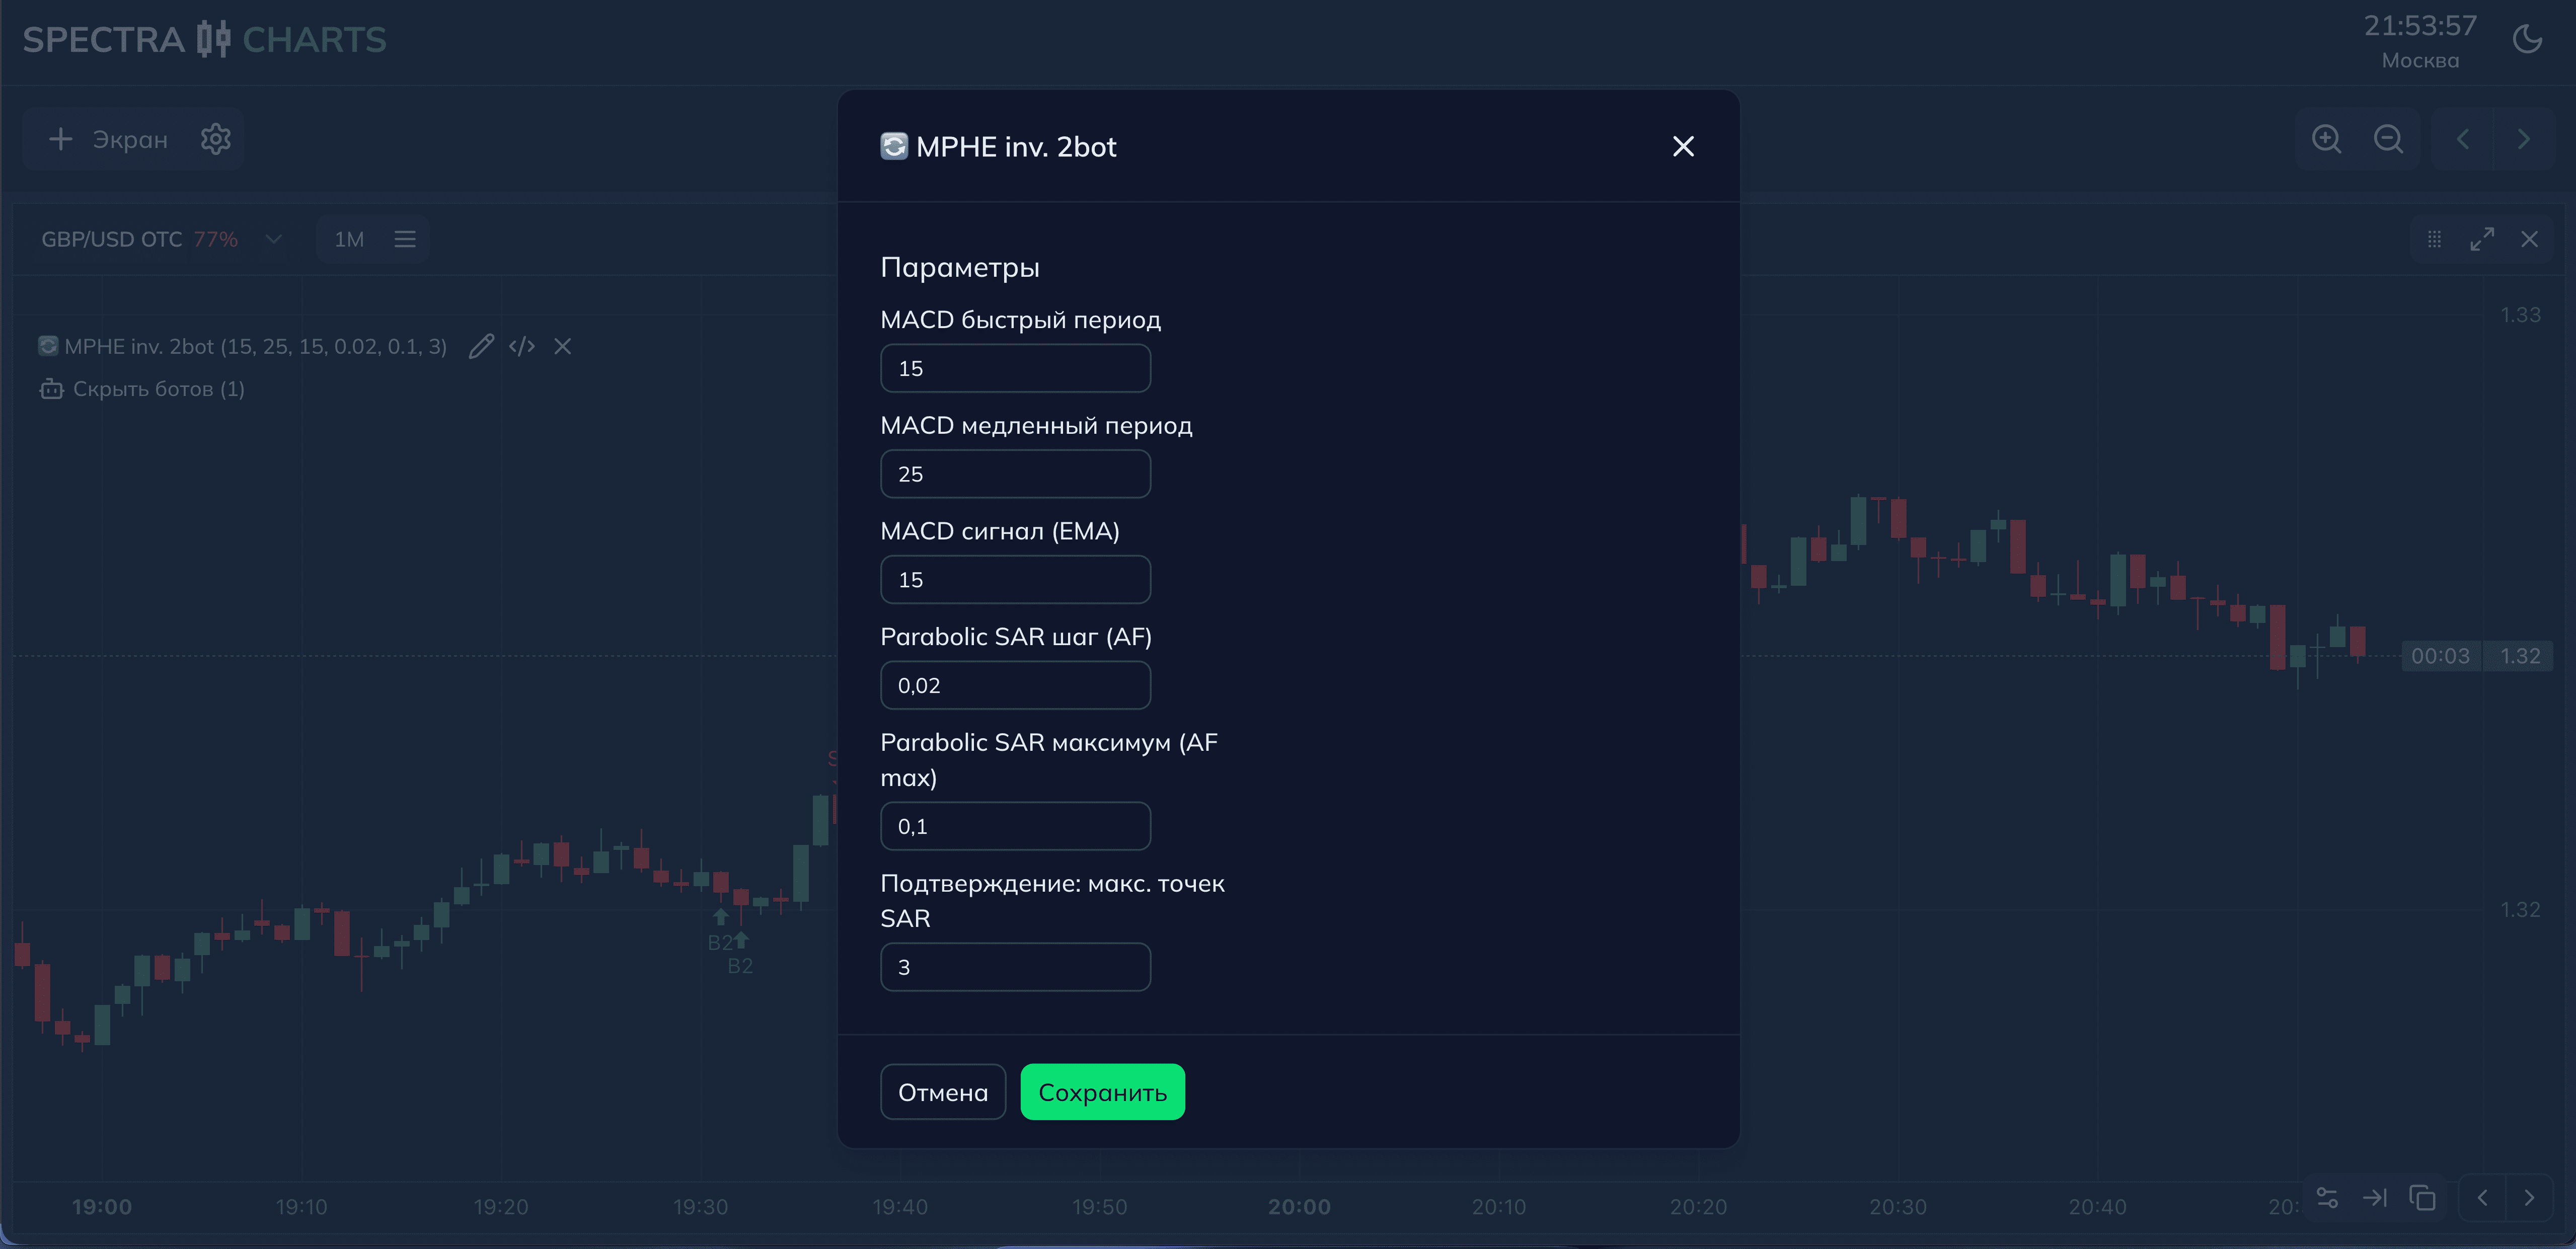 SPECTRA CHARTS
21:53:57
Москва
Экран
GBP/USD OTC 77%
1M
MPHE inv. 2bot (15, 25, 15, 0.02, 0.1, 3)
Скрыть ботов (1)
MPHE inv. 2bot
Параметры
MACD быстрый период
15
MACD медленный период
25
MACD сигнал (EMA)
15
Parabolic SAR шаг (AF)
0,02
Parabolic SAR максимум (AF
max)
0,1
Подтверждение: макс. точек
SAR
3
Отмена
Сохранить
B2
B2
1.33
00:03 1.32
1.32
19:00 19:10 19:20 19:30 19:40 19:50 20:00 20:10 20:20 20:30 20:40